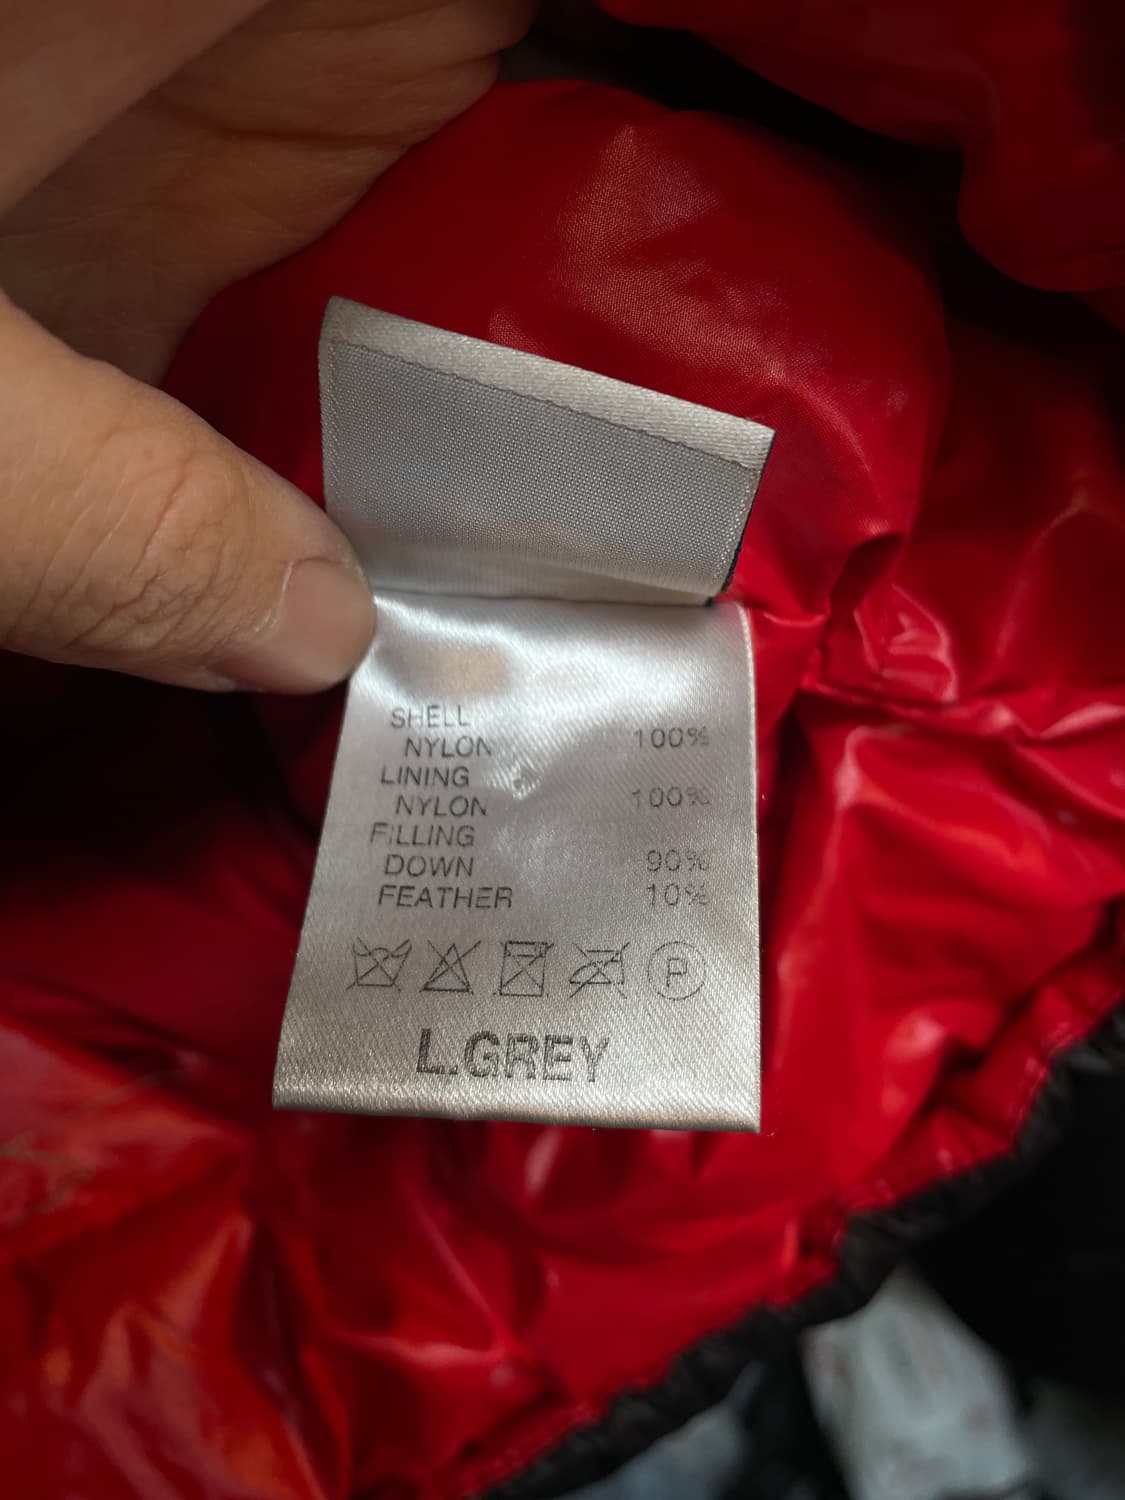 SHELL
NYLON 100%
LINING
NYLON 100%
FILLING
DOWN 90%
FEATHER 10%
P
L.GREY